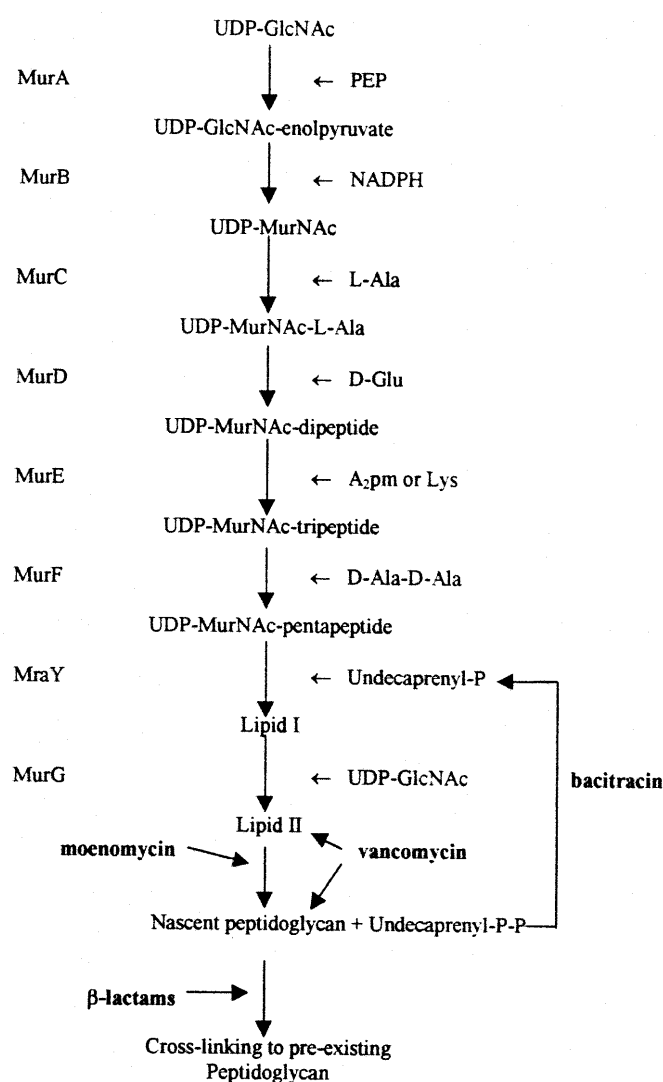 UDP-GlcNAc
MurA ← PEP
UDP-GlcNAc-enolpyruvate
MurB ← NADPH
UDP-MurNAc
MurC ← L-Ala
UDP-MurNAc-L-Ala
MurD ← D-Glu
UDP-MurNAc-dipeptide
MurE ← A₂pm or Lys
UDP-MurNAc-tripeptide
MurF ← D-Ala-D-Ala
UDP-MurNAc-pentapeptide
MraY ← Undecaprenyl-P
Lipid I
MurG ← UDP-GlcNAc
bacitracin
Lipid II
moenomycin
vancomycin
Nascent peptidoglycan + Undecaprenyl-P-P
β-lactams
Cross-linking to pre-existing
Peptidoglycan